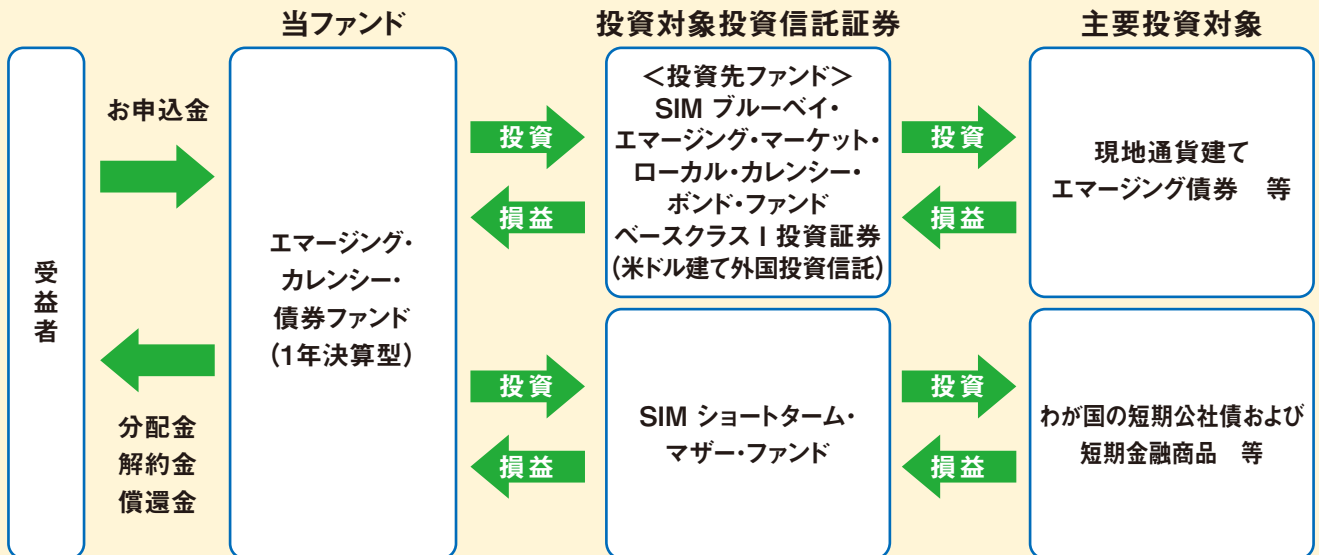 当ファンド
投資対象投資信託証券
主要投資対象
受益者
お申込金
分配金
解約金
償還金
エマージング・
カレンシー・
債券ファンド
(1年決算型)
投資
損益
<投資先ファンド>
SIM ブルーベイ・
エマージング・マーケット・
ローカル・カレンシー・
ボンド・ファンド
ベースクラス I 投資証券
(米ドル建て外国投資信託)
投資
損益
現地通貨建て
エマージング債券 等
投資
損益
SIM ショートターム・
マザー・ファンド
投資
損益
わが国の短期公社債および
短期金融商品 等